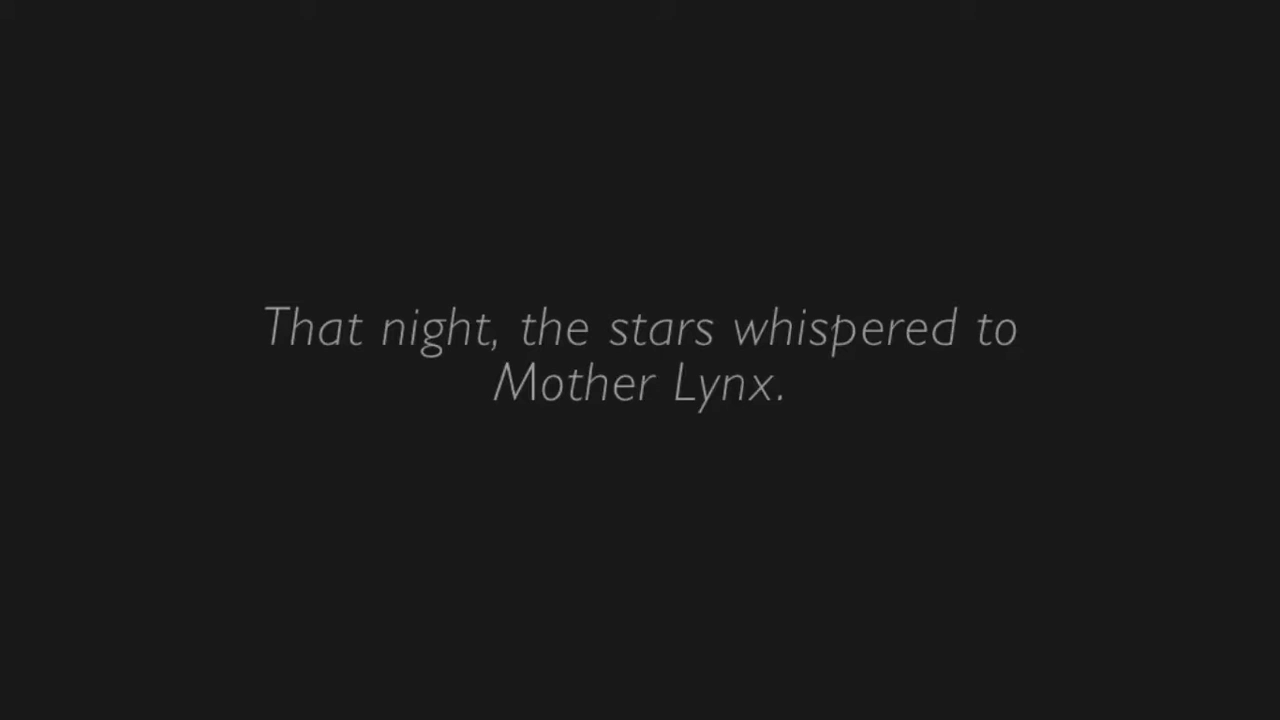 That night, the stars whispered to
Mother Lynx.